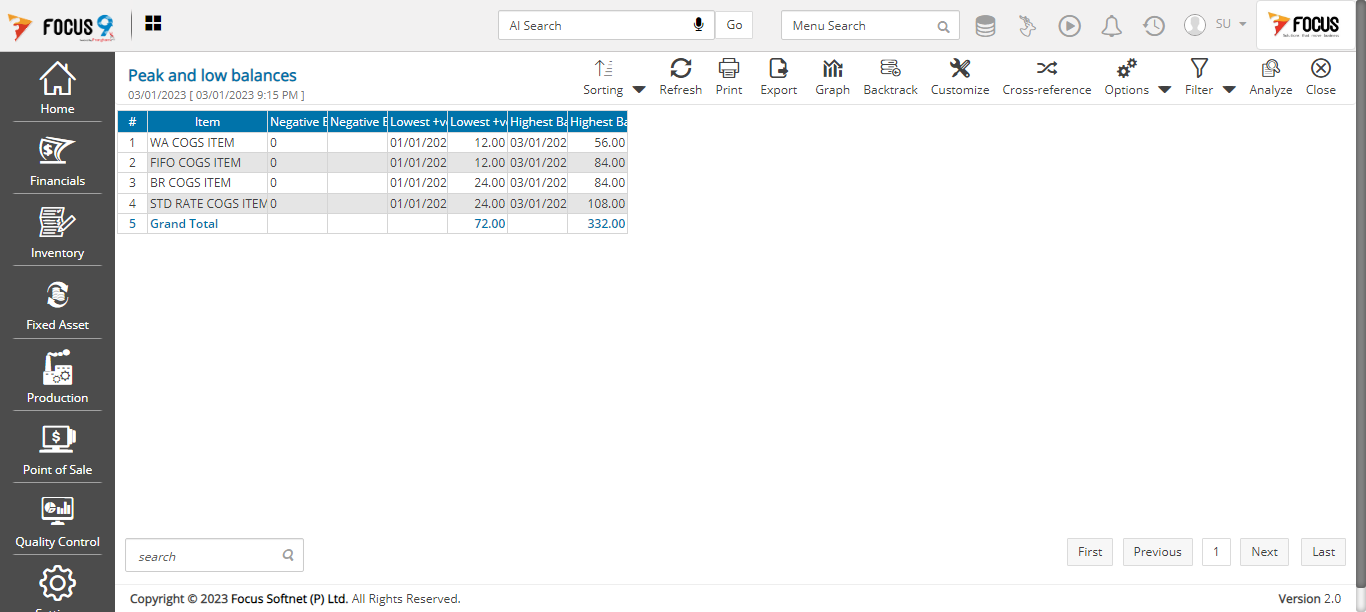 FOCUS 9
AI Search
Go
Menu Search
SU
FOCUS
Home
Financials
Inventory
Fixed Asset
Production
Point of Sale
Quality Control
Peak and low balances
03/01/2023 [ 03/01/2023 9:15 PM ]
Sorting Refresh Print Export Graph Backtrack Customize Cross-reference Options Filter Analyze Close
# Item Negative B Negative B Lowest +v Lowest +v Highest Ba Highest Ba
1 WA COGS ITEM 0 01/01/202 12.00 03/01/202 56.00
2 FIFO COGS ITEM 0 01/01/202 12.00 03/01/202 84.00
3 BR COGS ITEM 0 01/01/202 24.00 03/01/202 84.00
4 STD RATE COGS ITEM 0 01/01/202 24.00 03/01/202 108.00
5 Grand Total 72.00 332.00
search
First Previous 1 Next Last
Copyright © 2023 Focus Softnet (P) Ltd. All Rights Reserved.
Version 2.0